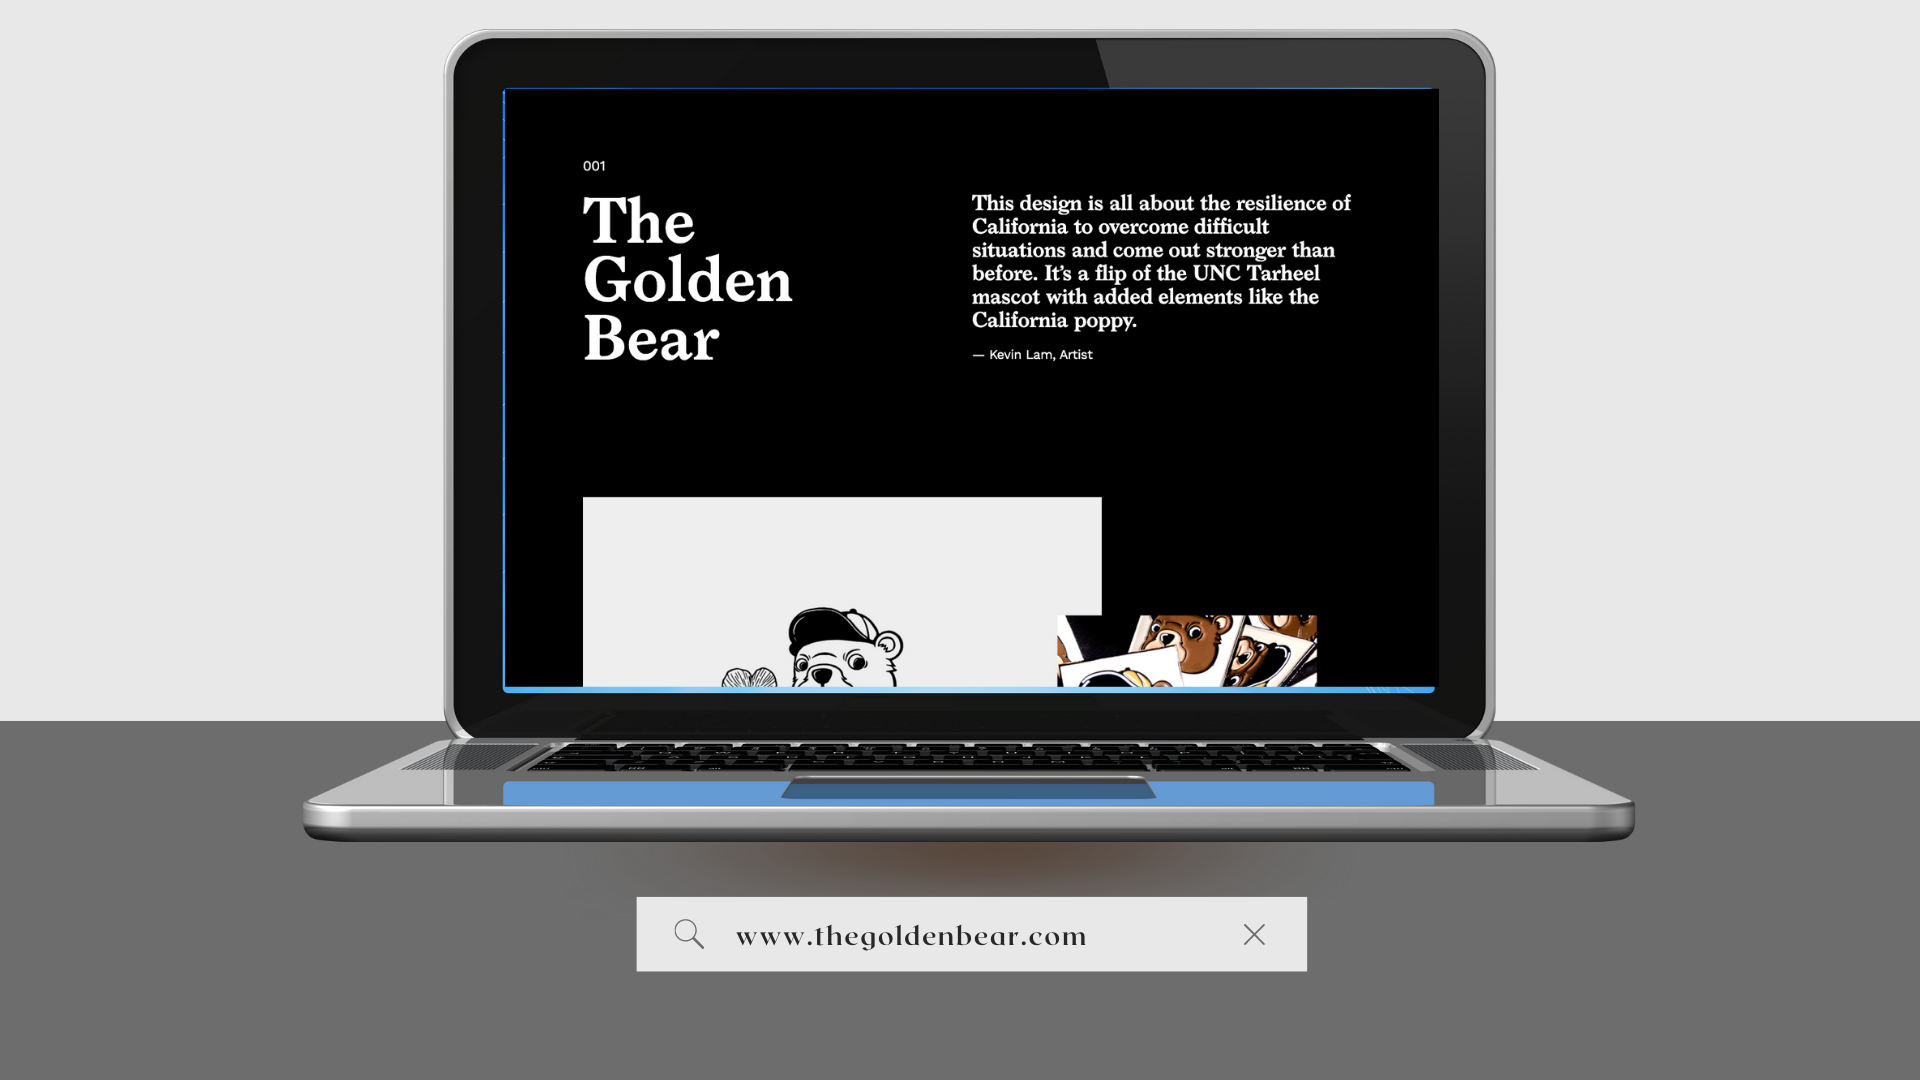 001
The
Golden
Bear
This design is all about the resilience of
California to overcome difficult
situations and come out stronger than
before. It’s a flip of the UNC Tarheel
mascot with added elements like the
California poppy.
— Kevin Lam, Artist
www.thegoldenbear.com